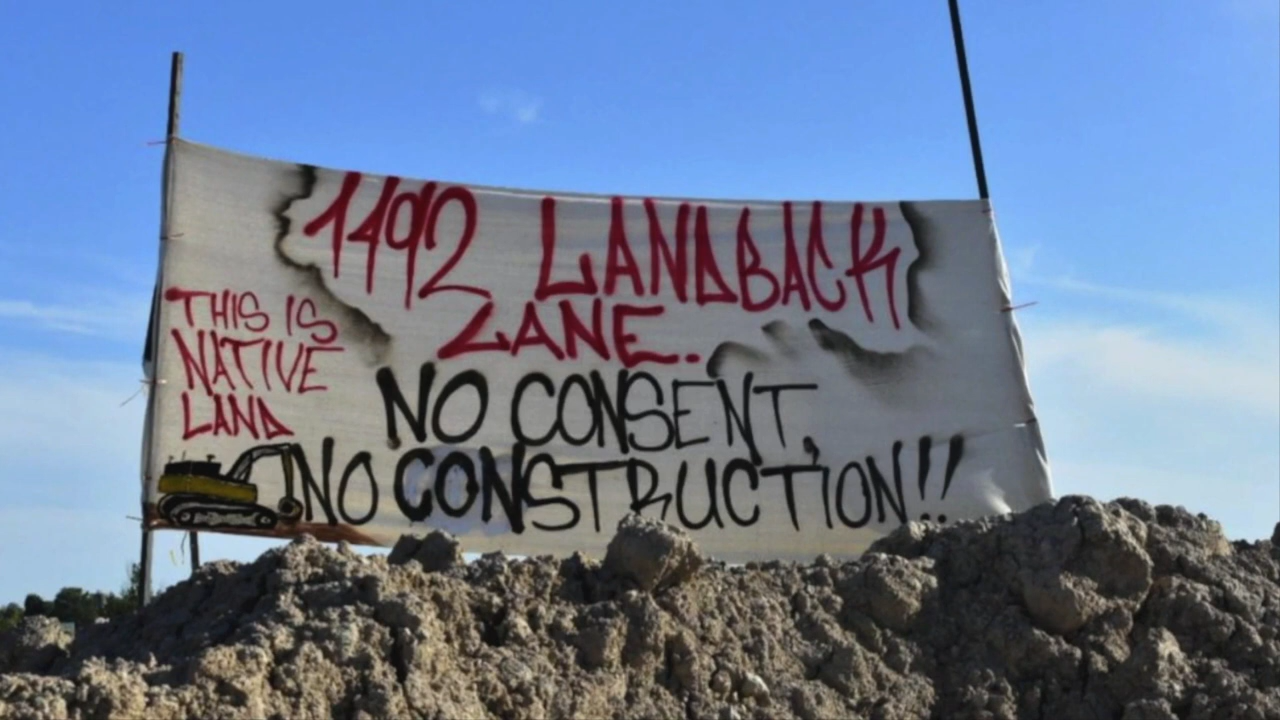 1492 LANDBACK
LANE.
THIS IS
NATIVE
LAND
NO CONSENT,
NO CONSTRUCTION!!